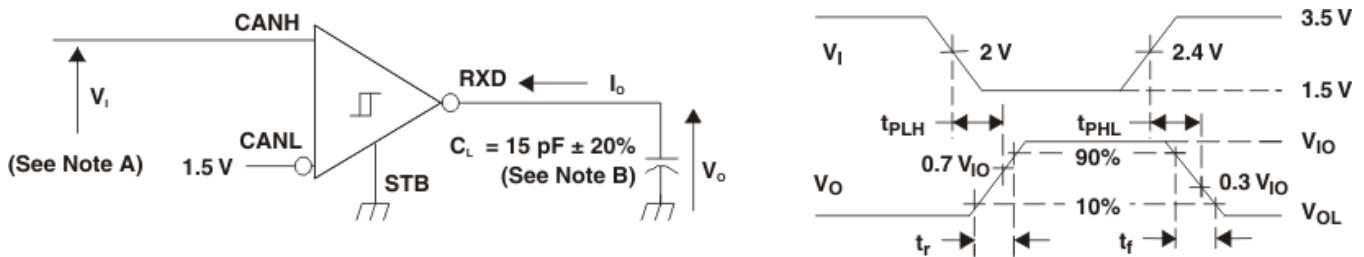 CANH
V_I
(See Note A)
CANL
1.5 V
STB
RXD
I_o
C_L = 15 pF ± 20%
(See Note B)
V_o
V_I
2 V
2.4 V
3.5 V
1.5 V
t_PLH
t_PHL
V_IO
0.7 V_IO
90%
V_O
0.3 V_IO
10%
V_OL
t_r
t_f